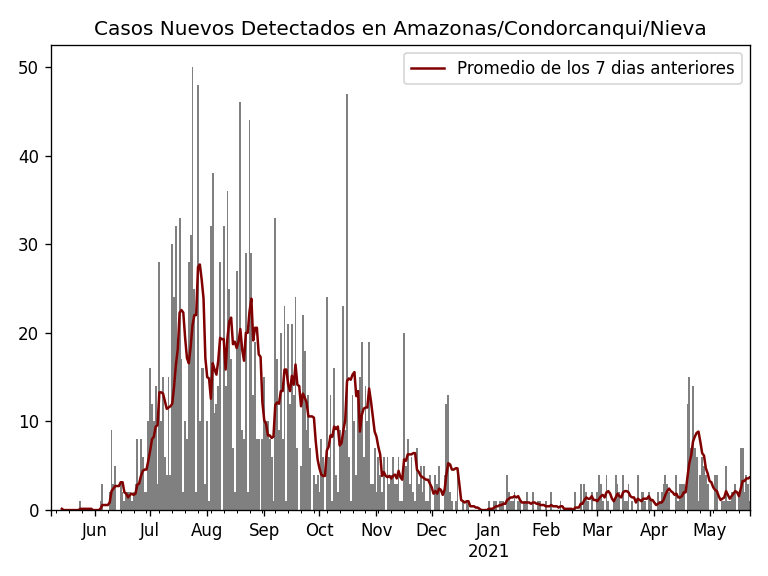 Casos Nuevos Detectados en Amazonas/Condorcanqui/Nieva
Promedio de los 7 dias anteriores
50
40
30
20
10
0
Jun Jul Aug Sep Oct Nov Dec Jan Feb Mar Apr May
2021